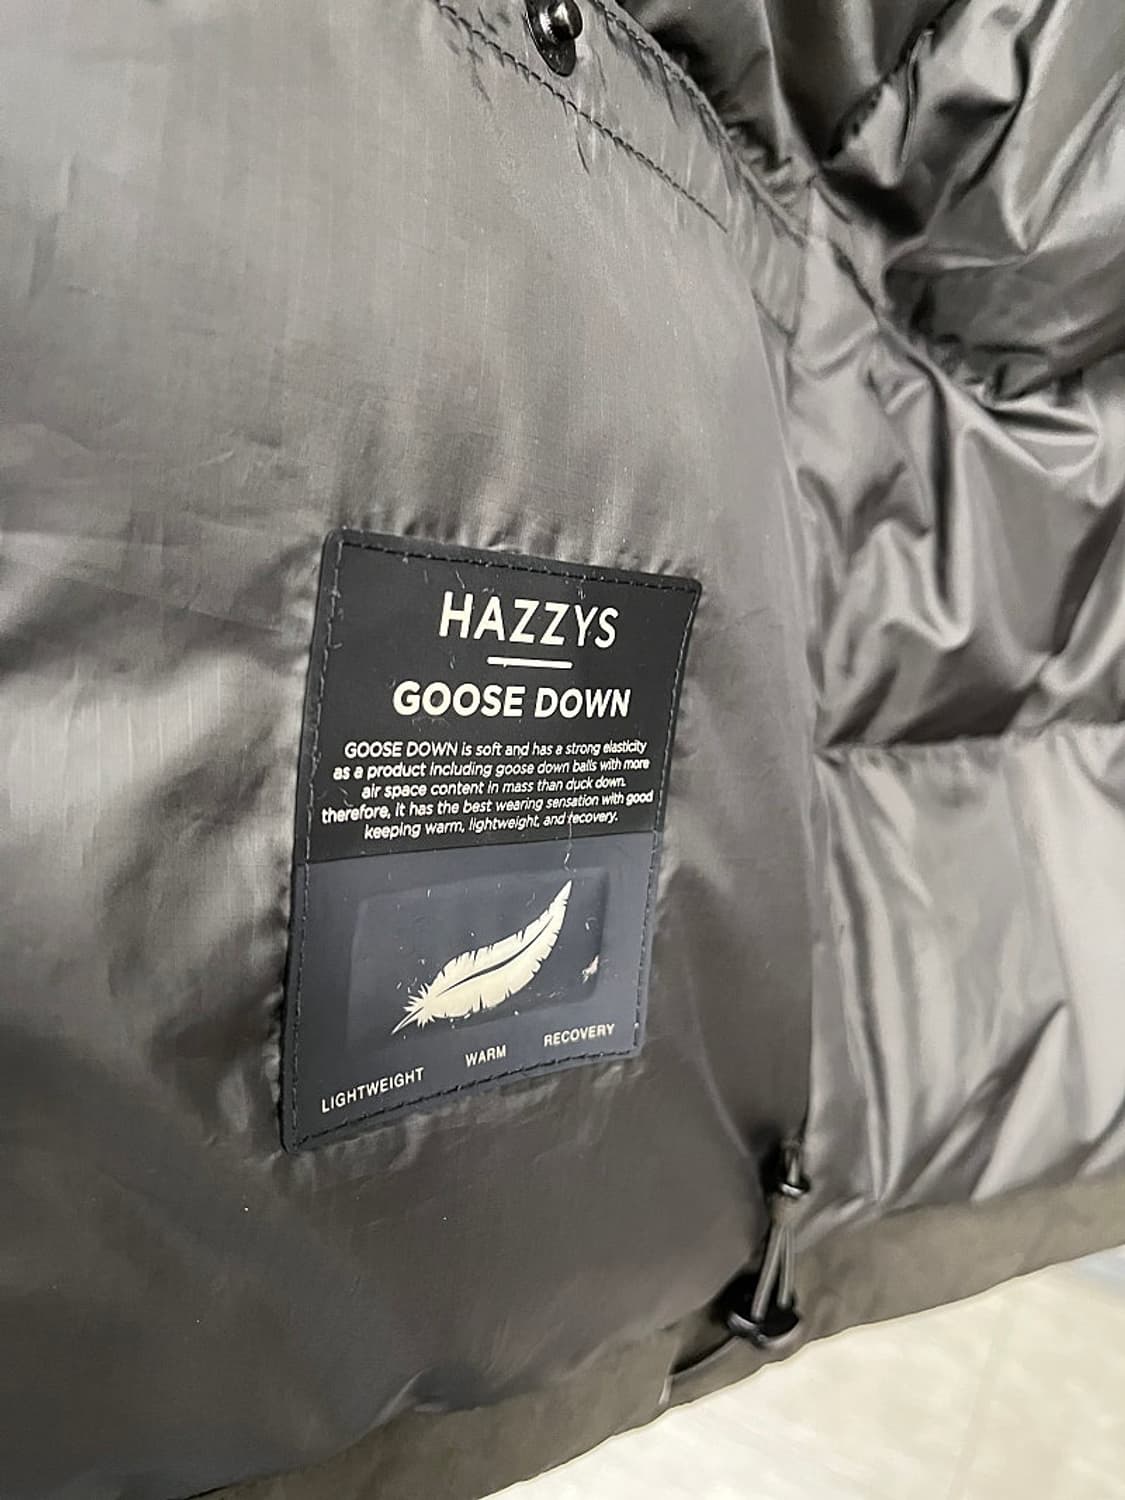 HAZZYS
GOOSE DOWN
GOOSE DOWN is soft and has a strong elasticity
as a product including goose down balls with more
air space content in mass than duck down.
therefore, it has the best wearing sensation with good
keeping warm, lightweight, and recovery.
LIGHTWEIGHT WARM RECOVERY